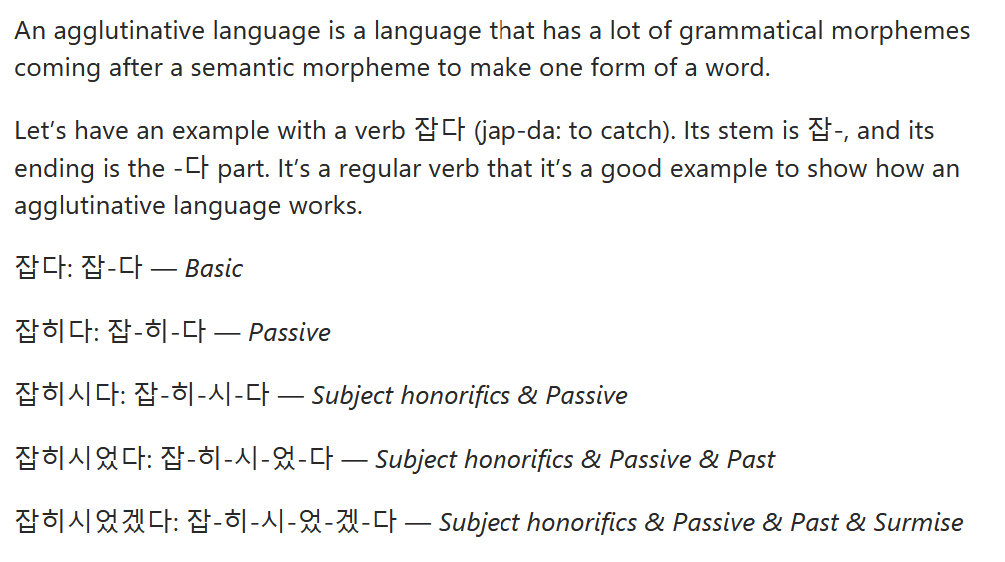 An agglutinative language is a language that has a lot of grammatical morphemes
coming after a semantic morpheme to make one form of a word.
Let's have an example with a verb 잡다 (jap-da: to catch). Its stem is 잡-, and its
ending is the -다 part. It's a regular verb that it's a good example to show how an
agglutinative language works.
잡다: 잡-다 — Basic
잡히다: 잡-히-다 — Passive
잡히시다: 잡-히-시-다 — Subject honorifics & Passive
잡히시었다: 잡-히-시-었-다 — Subject honorifics & Passive & Past
잡히시었겠다: 잡-히-시-었-겠-다 — Subject honorifics & Passive & Past & Surmise